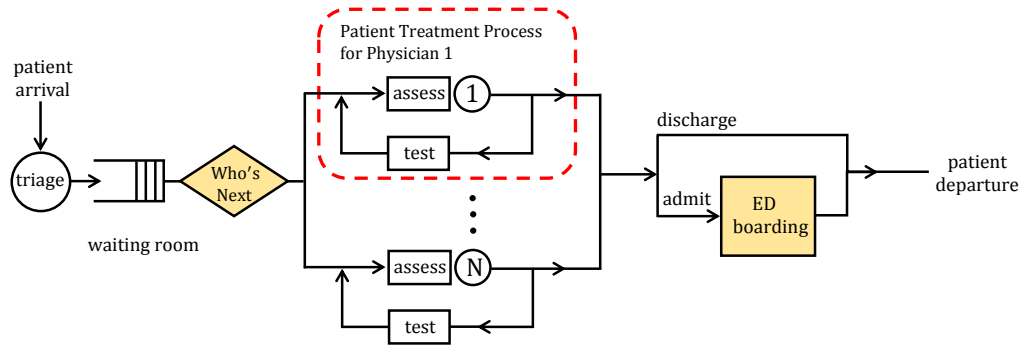 Patient Treatment Process
for Physician 1
patient
arrival
assess
1
test
triage
Who's
Next
waiting room
assess
N
test
discharge
admit
ED
boarding
patient
departure